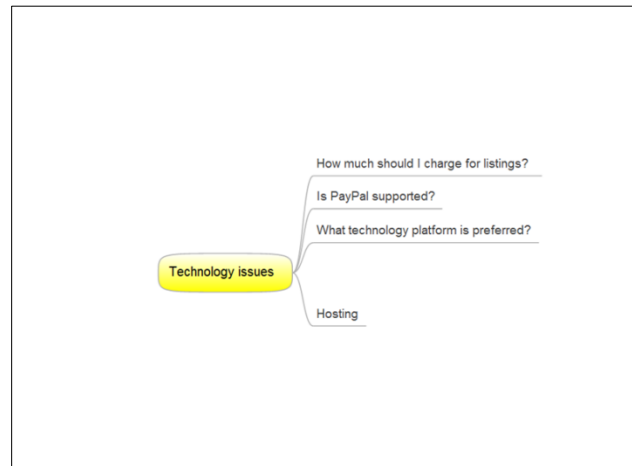 How much should I charge for listings?
Is PayPal supported?
What technology platform is preferred?
Technology issues
Hosting